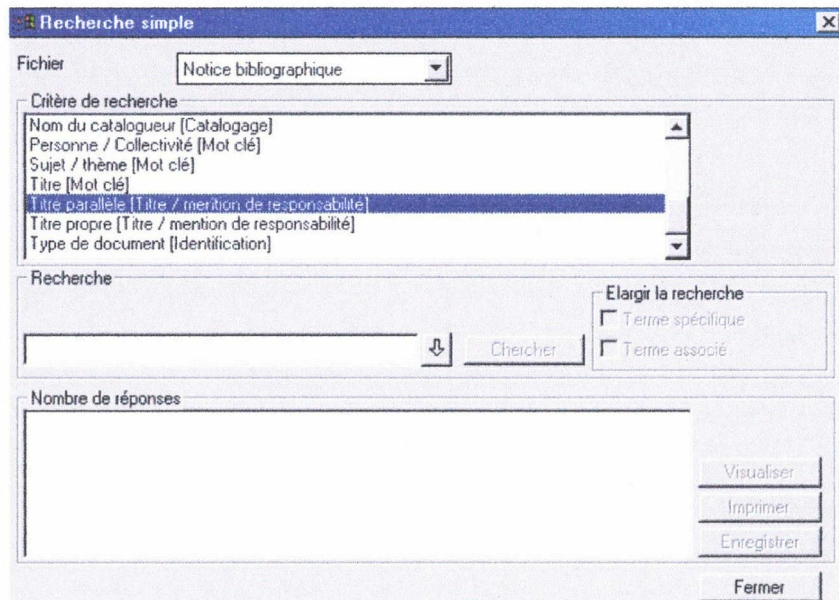 Recherche simple
Fichier
Notice bibliographique
Critère de recherche
Nom du catalogueur [Catalogage]
Personne / Collectivité [Mot clé]
Sujet / thème [Mot clé]
Titre [Mot clé]
Titre parallèle [Titre / mention de responsabilité]
Titre propre [Titre / mention de responsabilité]
Type de document [Identification]
Recherche
Elargir la recherche
Terme spécifique
Chercher
Terme associé
Nombre de réponses
Visualiser
Imprimer
Enregistrer
Fermer